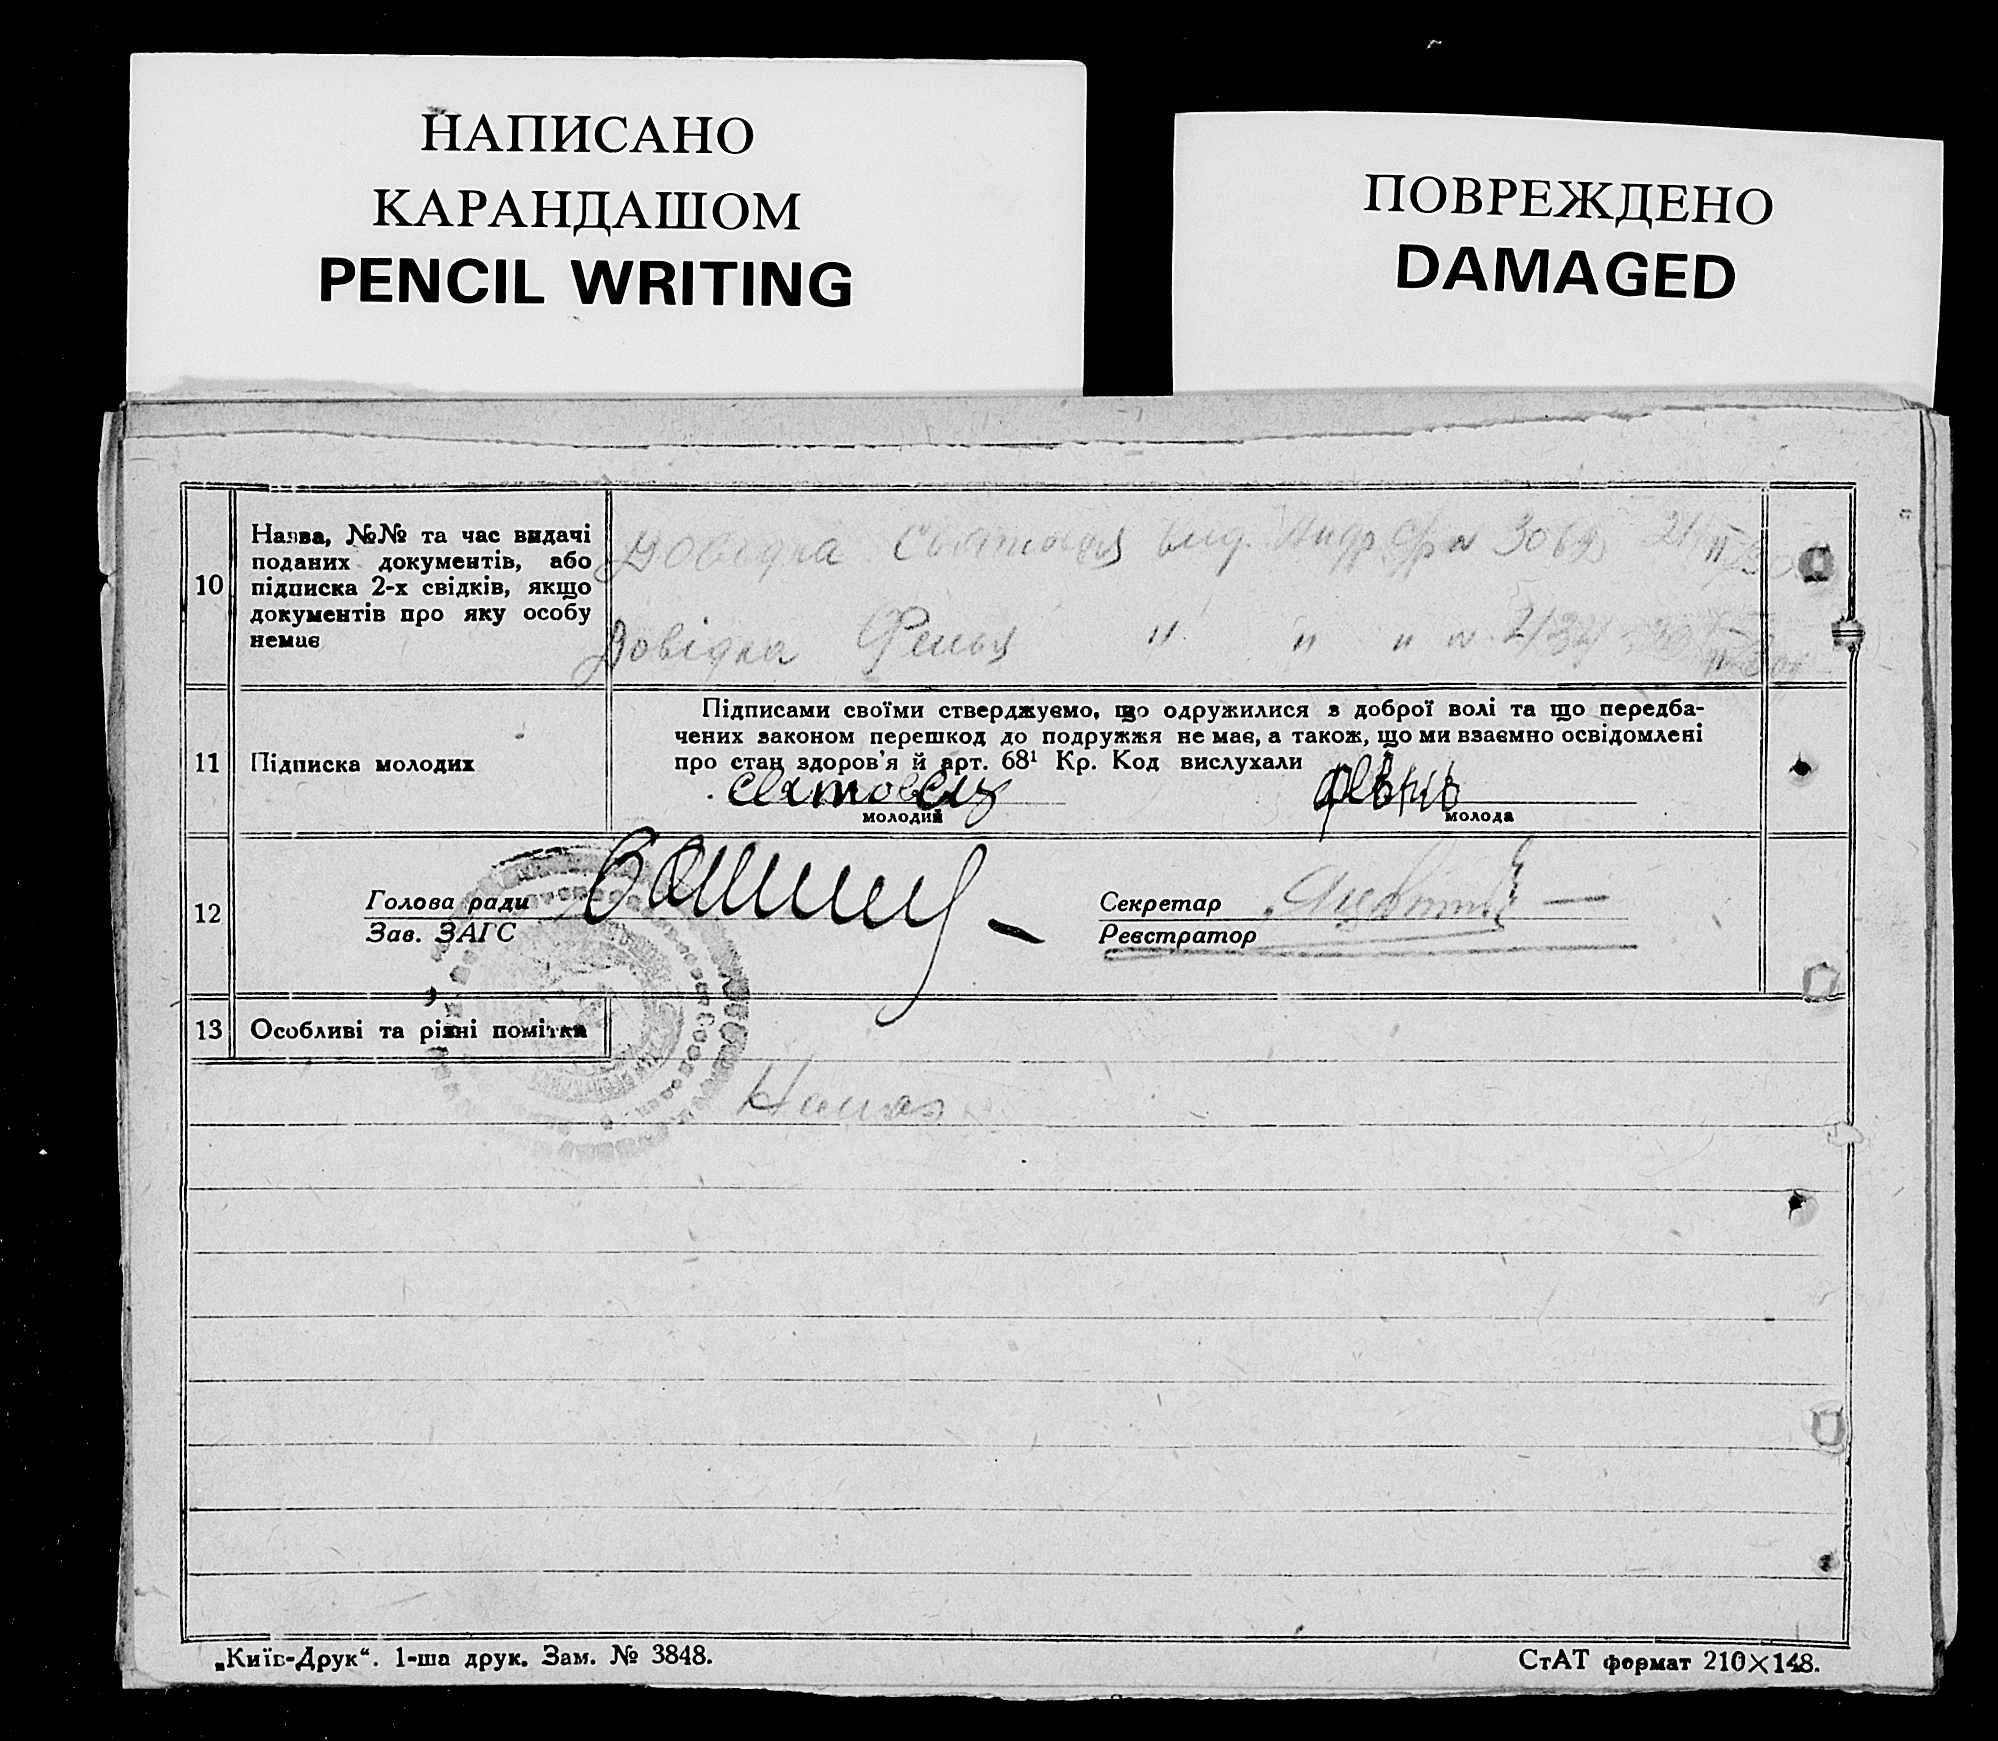 НАПИСАНО
КАРАНДАШОМ
PENCIL WRITING
ПОВРЕЖДЕНО
DAMAGED
10
Назва, №№ та час видачі
поданих документів, або
підписка 2-х свідків, якщо
документів про яку особу
немає
Довідка вид.
Довідка " " "
11
Підписка молодих
Підписами своїми стверджуємо, що одружилися з доброї волі та що передба-
чених законом перешкод до подружжя не має, а також, що ми взаємно освідомлені
про стан здоров'я й арт. 68¹ Кр. Код вислухали
молодий
молода
12
Голова ради
Зав. ЗАГС
Секретар
Реєстратор
13
Особливі та різні помітки
„Київ-Друк“. 1-ша друк. Зам. № 3848.
СтАТ формат 210×148.